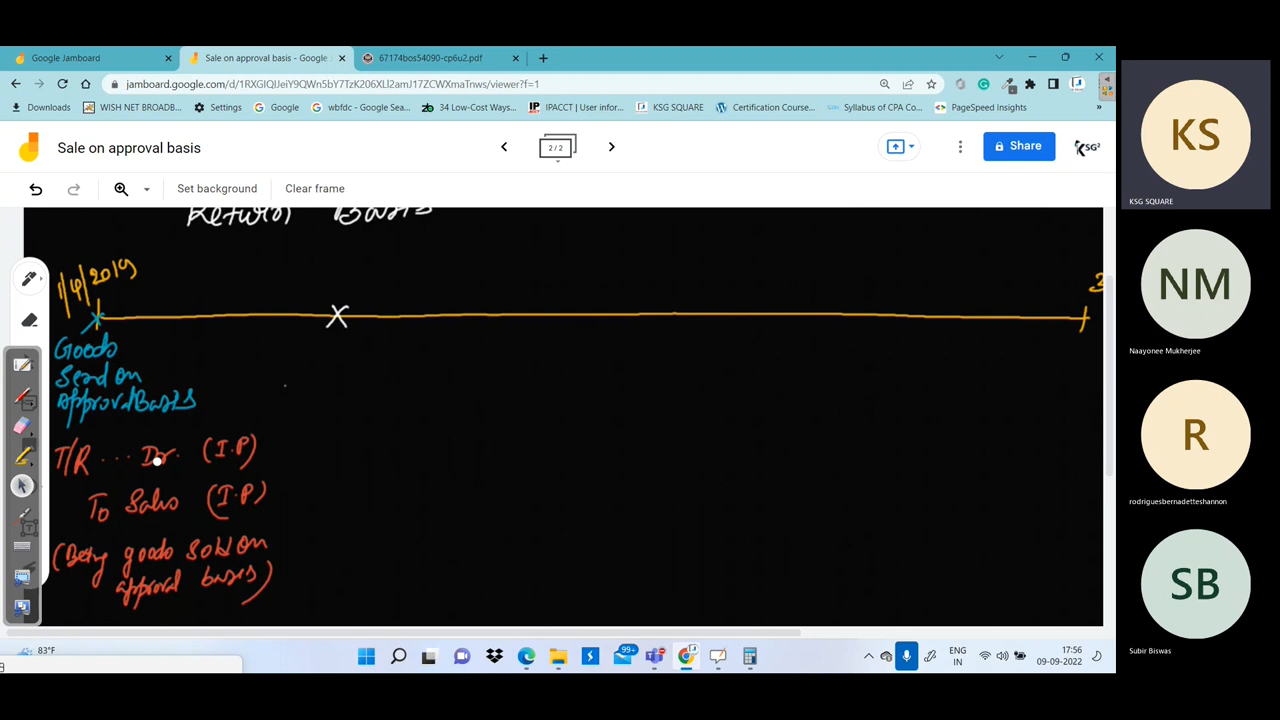 Google Jamboard
Sale on approval basis - Google
67174bos54090-cp6u2.pdf
jamboard.google.com/d/1RXGlQlJeiY9QWn5bY7TzK206XLl2amJ17ZCWXmaTnws/viewer?f=1
Downloads
WISH NET BROADB...
Settings
Google
wbfdc - Google Sea...
34 Low-Cost Ways...
IPACCT | User infor...
KSG SQUARE
Certification Course...
Syllabus of CPA Co...
PageSpeed Insights
»
Sale on approval basis
2/2
Share
KSG²
Set background
Clear frame
Return Basis
1/4/2019
3
Goods
Send on
Approval Basis
T/R ... Dr. (I.P)
To Sales (I.P)
(Being goods sold on
approval basis)
KS
KSG SQUARE
NM
Naayonee Mukherjee
R
rodriguesbernadetteshannon
SB
Subir Biswas
83°F
99+
ENG
IN
17:56
09-09-2022